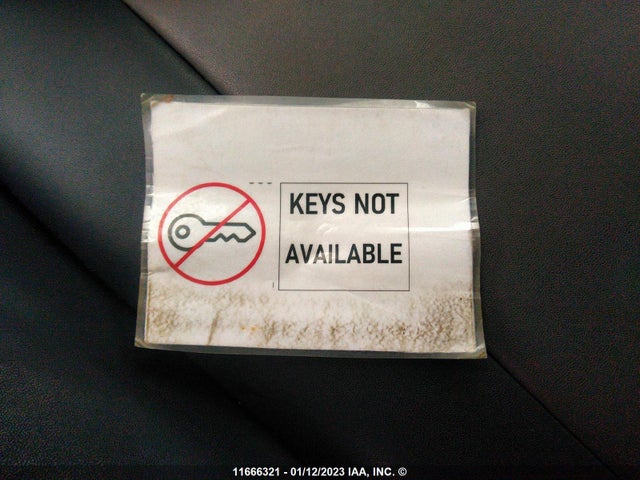 KEYS NOT
AVAILABLE
11666321 - 01/12/2023 IAA, INC. ©